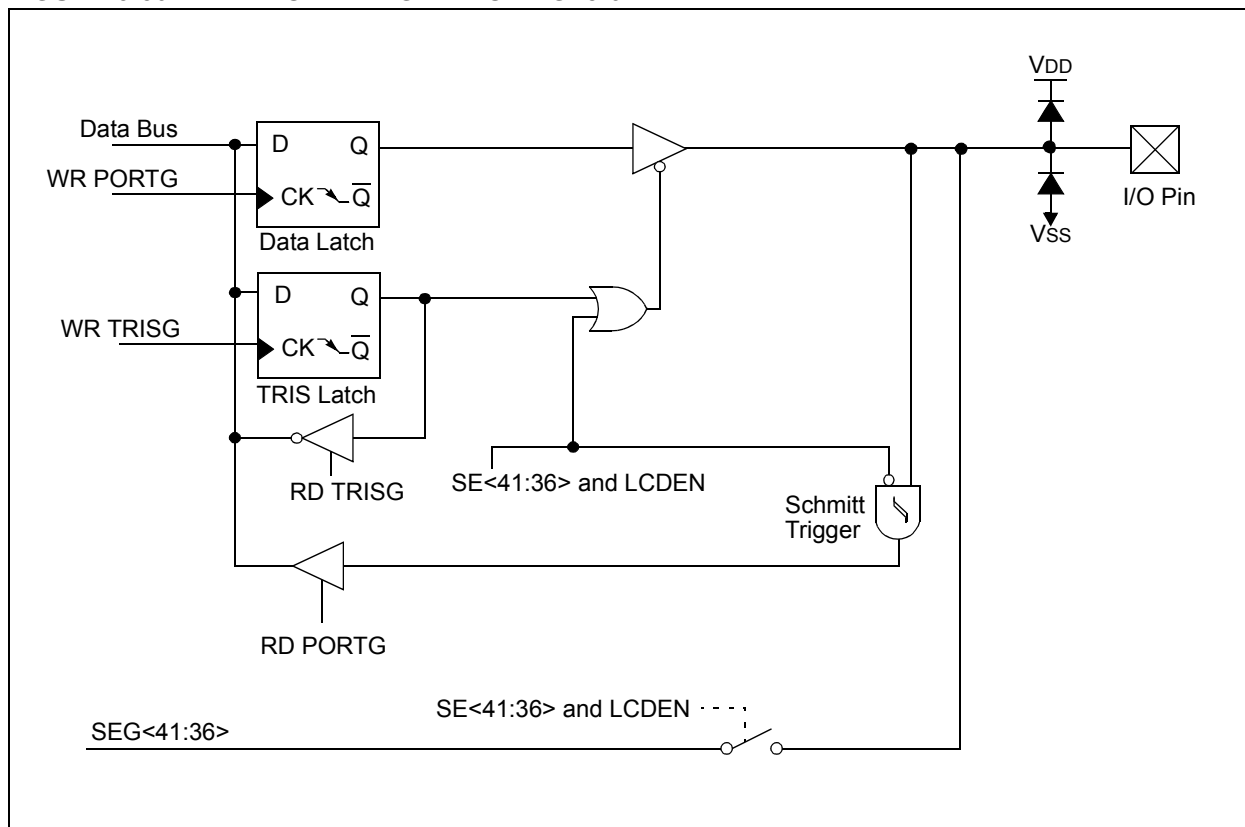 VDD
Data Bus
D Q
WR PORTG
CK Q
I/O Pin
Data Latch
VSS
D Q
WR TRISG
CK Q
TRIS Latch
RD TRISG
SE<41:36> and LCDEN
Schmitt
Trigger
RD PORTG
SE<41:36> and LCDEN
SEG<41:36>